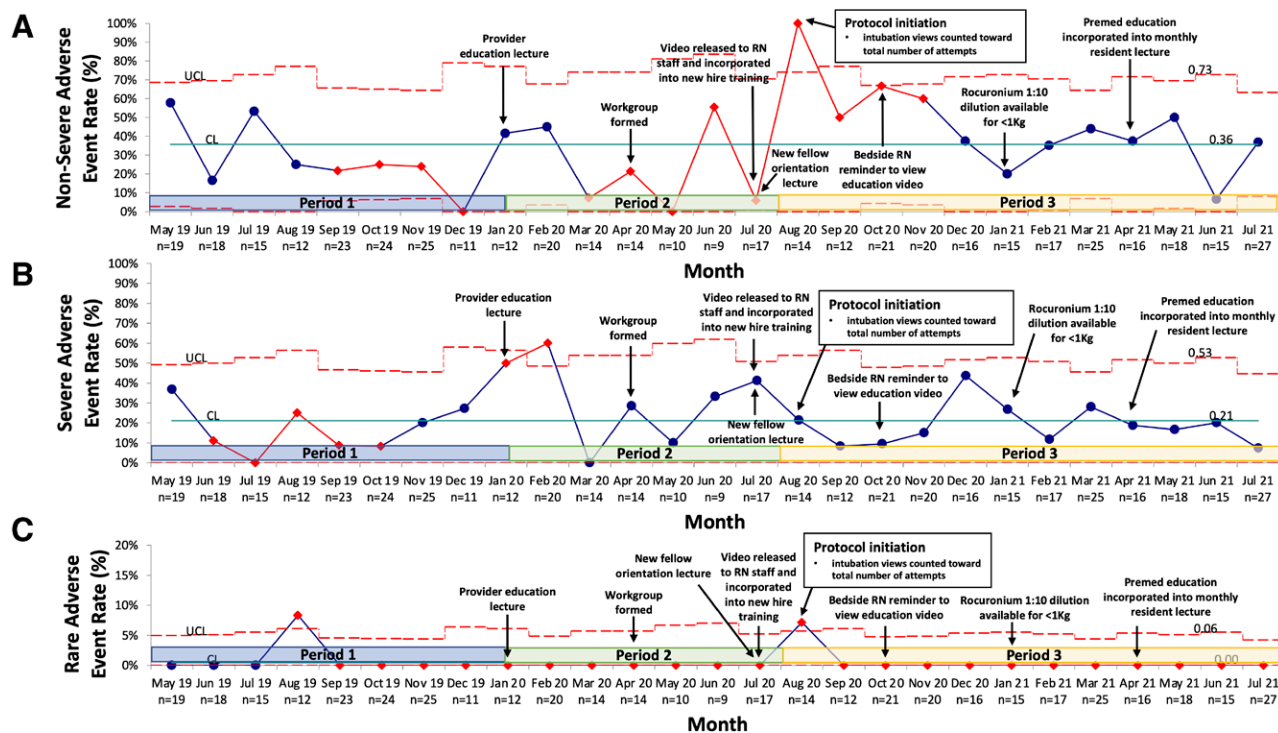 A
Non-Severe Adverse
Event Rate (%)
100%
90%
80%
70%
60%
50%
40%
30%
20%
10%
0%
UCL
CL
0.73
0.36
Provider
education lecture
Workgroup
formed
Video released to RN
staff and incorporated
into new hire training
New fellow
orientation
lecture
Protocol initiation
• intubation views counted toward
total number of attempts
Bedside RN
reminder to view
education video
Rocuronium 1:10
dilution available
for <1Kg
Premed education
incorporated into monthly
resident lecture
Period 1 Period 2 Period 3
May 19 Jun 19 Jul 19 Aug 19 Sep 19 Oct 19 Nov 19 Dec 19 Jan 20 Feb 20 Mar 20 Apr 20 May 20 Jun 20 Jul 20 Aug 20 Sep 20 Oct 20 Nov 20 Dec 20 Jan 21 Feb 21 Mar 21 Apr 21 May 21 Jun 21 Jul 21
n=19 n=18 n=15 n=12 n=23 n=24 n=25 n=11 n=12 n=20 n=14 n=14 n=10 n=9 n=17 n=14 n=12 n=21 n=20 n=16 n=15 n=17 n=25 n=16 n=18 n=15 n=27
Month
B
Severe Adverse
Event Rate (%)
100%
90%
80%
70%
60%
50%
40%
30%
20%
10%
0%
UCL
CL
0.53
0.21
Provider education
lecture
Workgroup
formed
Video released to RN
staff and incorporated
into new hire training
New fellow
orientation lecture
Protocol initiation
• intubation views counted toward
total number of attempts
Bedside RN reminder to
view education video
Rocuronium 1:10
dilution available
for <1Kg
Premed education
incorporated into monthly
resident lecture
Period 1 Period 2 Period 3
May 19 Jun 19 Jul 19 Aug 19 Sep 19 Oct 19 Nov 19 Dec 19 Jan 20 Feb 20 Mar 20 Apr 20 May 20 Jun 20 Jul 20 Aug 20 Sep 20 Oct 20 Nov 20 Dec 20 Jan 21 Feb 21 Mar 21 Apr 21 May 21 Jun 21 Jul 21
n=19 n=18 n=15 n=12 n=23 n=24 n=25 n=11 n=12 n=20 n=14 n=14 n=10 n=9 n=17 n=14 n=12 n=21 n=20 n=16 n=15 n=17 n=25 n=16 n=18 n=15 n=27
Month
C
Rare Adverse
Event Rate (%)
20%
15%
10%
5%
0%
UCL
CL
0.06
0.00
Provider education
lecture
Workgroup
formed
New fellow
orientation lecture
Video released
to RN staff and
incorporated
into new hire
training
Protocol initiation
• intubation views counted toward
total number of attempts
Bedside RN reminder to
view education video
Rocuronium 1:10 dilution
available for <1Kg
Premed education
incorporated into monthly
resident lecture
Period 1 Period 2 Period 3
May 19 Jun 19 Jul 19 Aug 19 Sep 19 Oct 19 Nov 19 Dec 19 Jan 20 Feb 20 Mar 20 Apr 20 May 20 Jun 20 Jul 20 Aug 20 Sep 20 Oct 20 Nov 20 Dec 20 Jan 21 Feb 21 Mar 21 Apr 21 May 21 Jun 21 Jul 21
n=19 n=18 n=15 n=12 n=23 n=24 n=25 n=11 n=12 n=20 n=14 n=14 n=10 n=9 n=17 n=14 n=12 n=21 n=20 n=16 n=15 n=17 n=25 n=16 n=18 n=15 n=27
Month